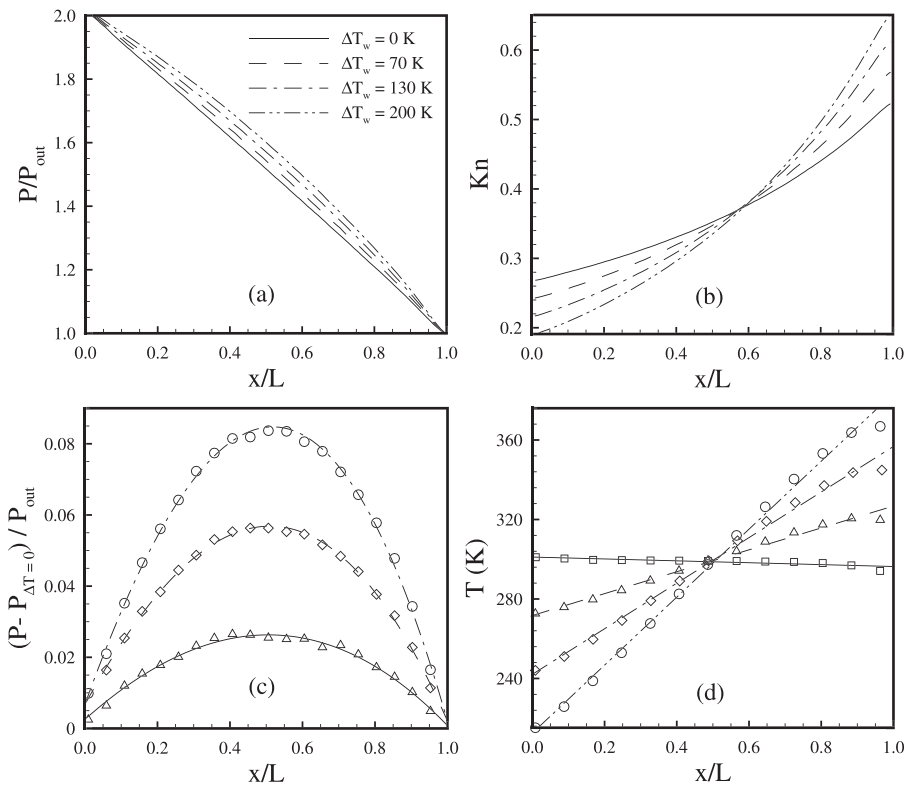 2.0
1.8
1.6
1.4
1.2
1.0
P/P_out
ΔT_w = 0 K
ΔT_w = 70 K
ΔT_w = 130 K
ΔT_w = 200 K
(a)
0.0 0.2 0.4 0.6 0.8 1.0
x/L
0.6
0.5
0.4
0.3
0.2
Kn
(b)
0.0 0.2 0.4 0.6 0.8 1.0
x/L
0.08
0.06
0.04
0.02
0
(P- P_ΔT = 0) / P_out
(c)
0.0 0.2 0.4 0.6 0.8 1.0
x/L
360
320
280
240
T (K)
(d)
0.0 0.2 0.4 0.6 0.8 1.0
x/L